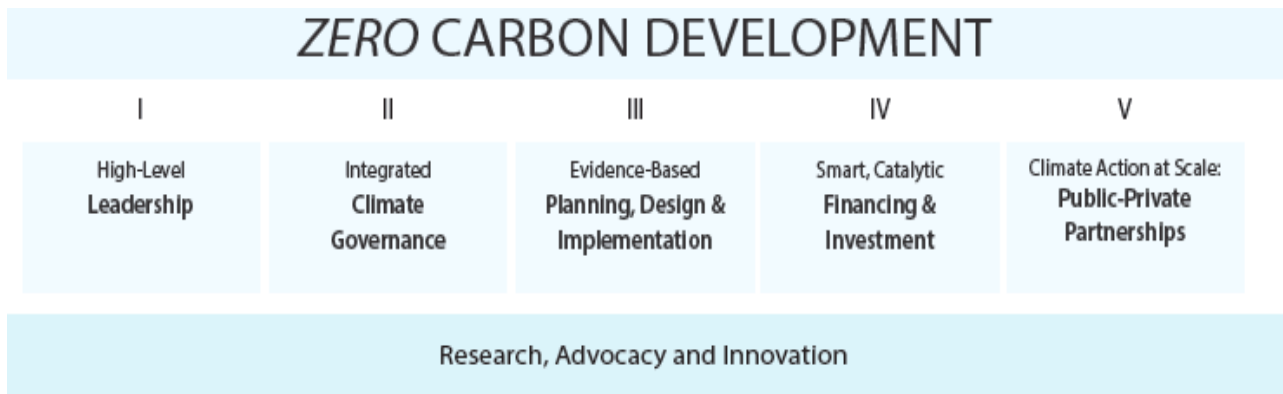 ZERO CARBON DEVELOPMENT
I
II
III
IV
V
High-Level
Leadership
Integrated
Climate
Governance
Evidence-Based
Planning, Design &
Implementation
Smart, Catalytic
Financing &
Investment
Climate Action at Scale:
Public-Private
Partnerships
Research, Advocacy and Innovation